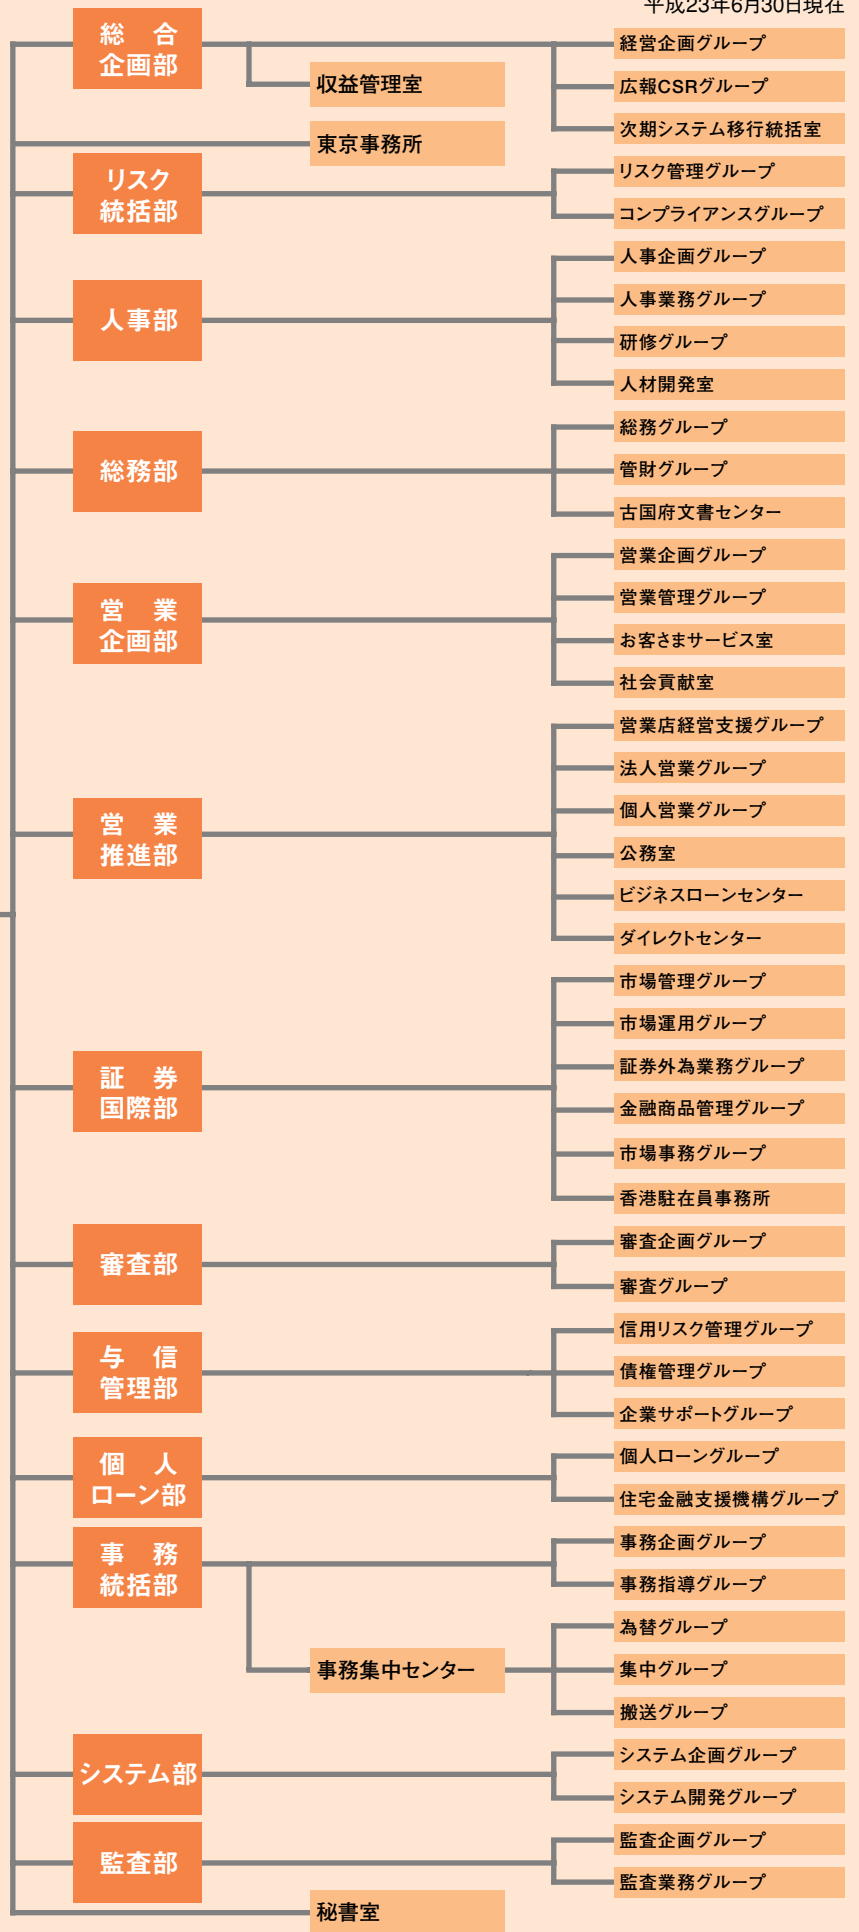 平成23年6月30日現在
総 合
企画部
収益管理室
経営企画グループ
広報CSRグループ
次期システム移行統括室
東京事務所
リスク
統括部
リスク管理グループ
コンプライアンスグループ
人事部
人事企画グループ
人事業務グループ
研修グループ
人材開発室
総務部
総務グループ
管財グループ
古国府文書センター
営 業
企画部
営業企画グループ
営業管理グループ
お客さまサービス室
社会貢献室
営 業
推進部
営業店経営支援グループ
法人営業グループ
個人営業グループ
公務室
ビジネスローンセンター
ダイレクトセンター
証 券
国際部
市場管理グループ
市場運用グループ
証券外為業務グループ
金融商品管理グループ
市場事務グループ
香港駐在員事務所
審査部
審査企画グループ
審査グループ
与 信
管理部
信用リスク管理グループ
債権管理グループ
企業サポートグループ
個 人
ローン部
個人ローングループ
住宅金融支援機構グループ
事 務
統括部
事務企画グループ
事務指導グループ
事務集中センター
為替グループ
集中グループ
搬送グループ
システム部
システム企画グループ
システム開発グループ
監査部
監査企画グループ
監査業務グループ
秘書室